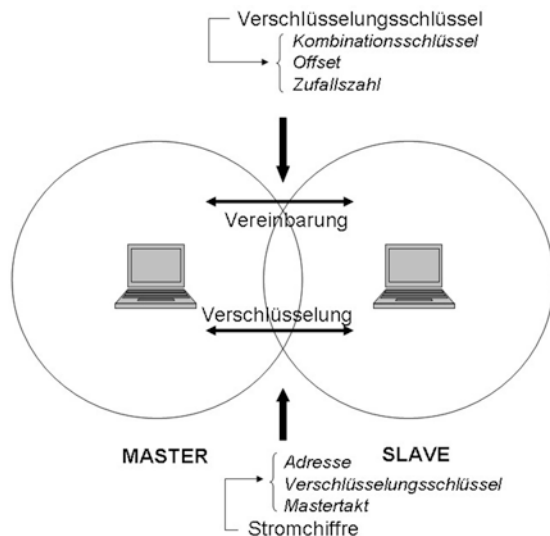 Verschlüsselungsschlüssel
Kombinationsschlüssel
Offset
Zufallszahl
Vereinbarung
Verschlüsselung
MASTER
SLAVE
Adresse
Verschlüsselungsschlüssel
Mastertakt
Stromchiffre